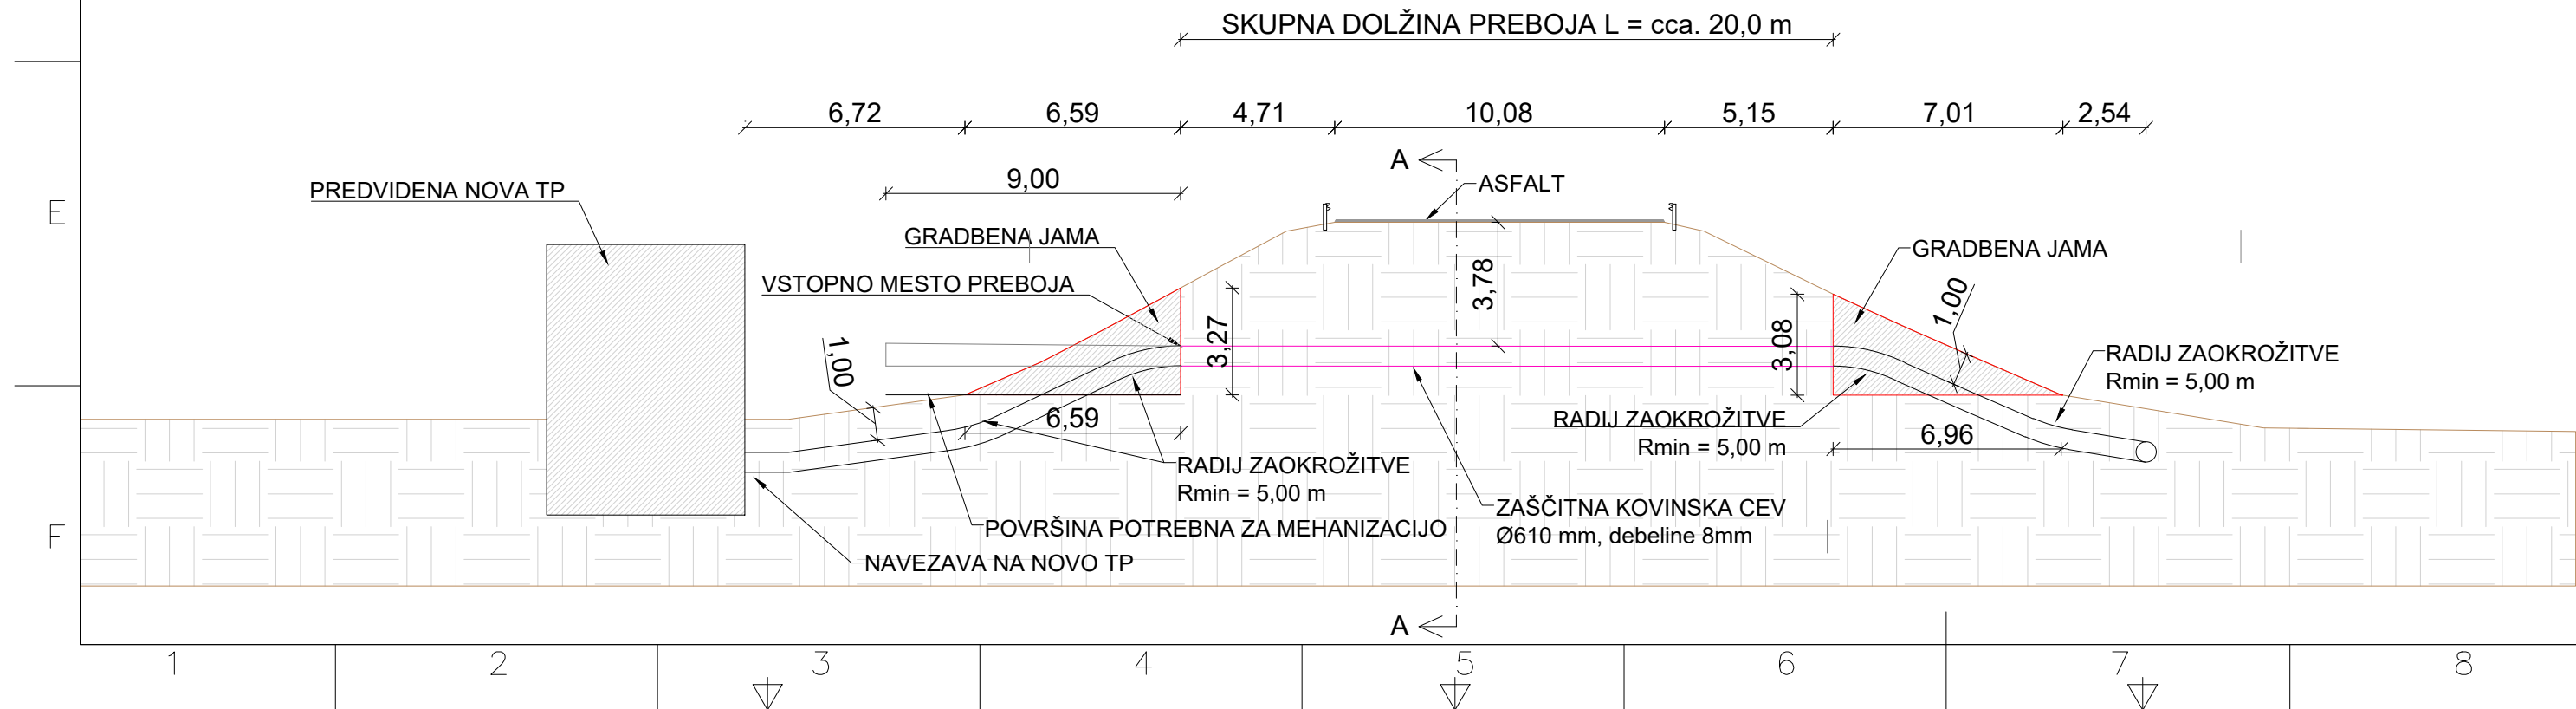 SKUPNA DOLŽINA PREBOJA L = cca. 20,0 m
6,72
6,59
4,71
10,08
5,15
7,01
2,54
A
ASFALT
9,00
PREDVIDENA NOVA TP
E
GRADBENA JAMA
GRADBENA JAMA
VSTOPNO MESTO PREBOJA
3,78
1,00
3,27
3,08
1,00
RADIJ ZAOKROŽITVE
Rmin = 5,00 m
6,59
RADIJ ZAOKROŽITVE
Rmin = 5,00 m
6,96
RADIJ ZAOKROŽITVE
Rmin = 5,00 m
ZAŠČITNA KOVINSKA CEV
Ø610 mm, debeline 8mm
POVRŠINA POTREBNA ZA MEHANIZACIJO
F
NAVEZAVA NA NOVO TP
A
1
2
3
4
5
6
7
8